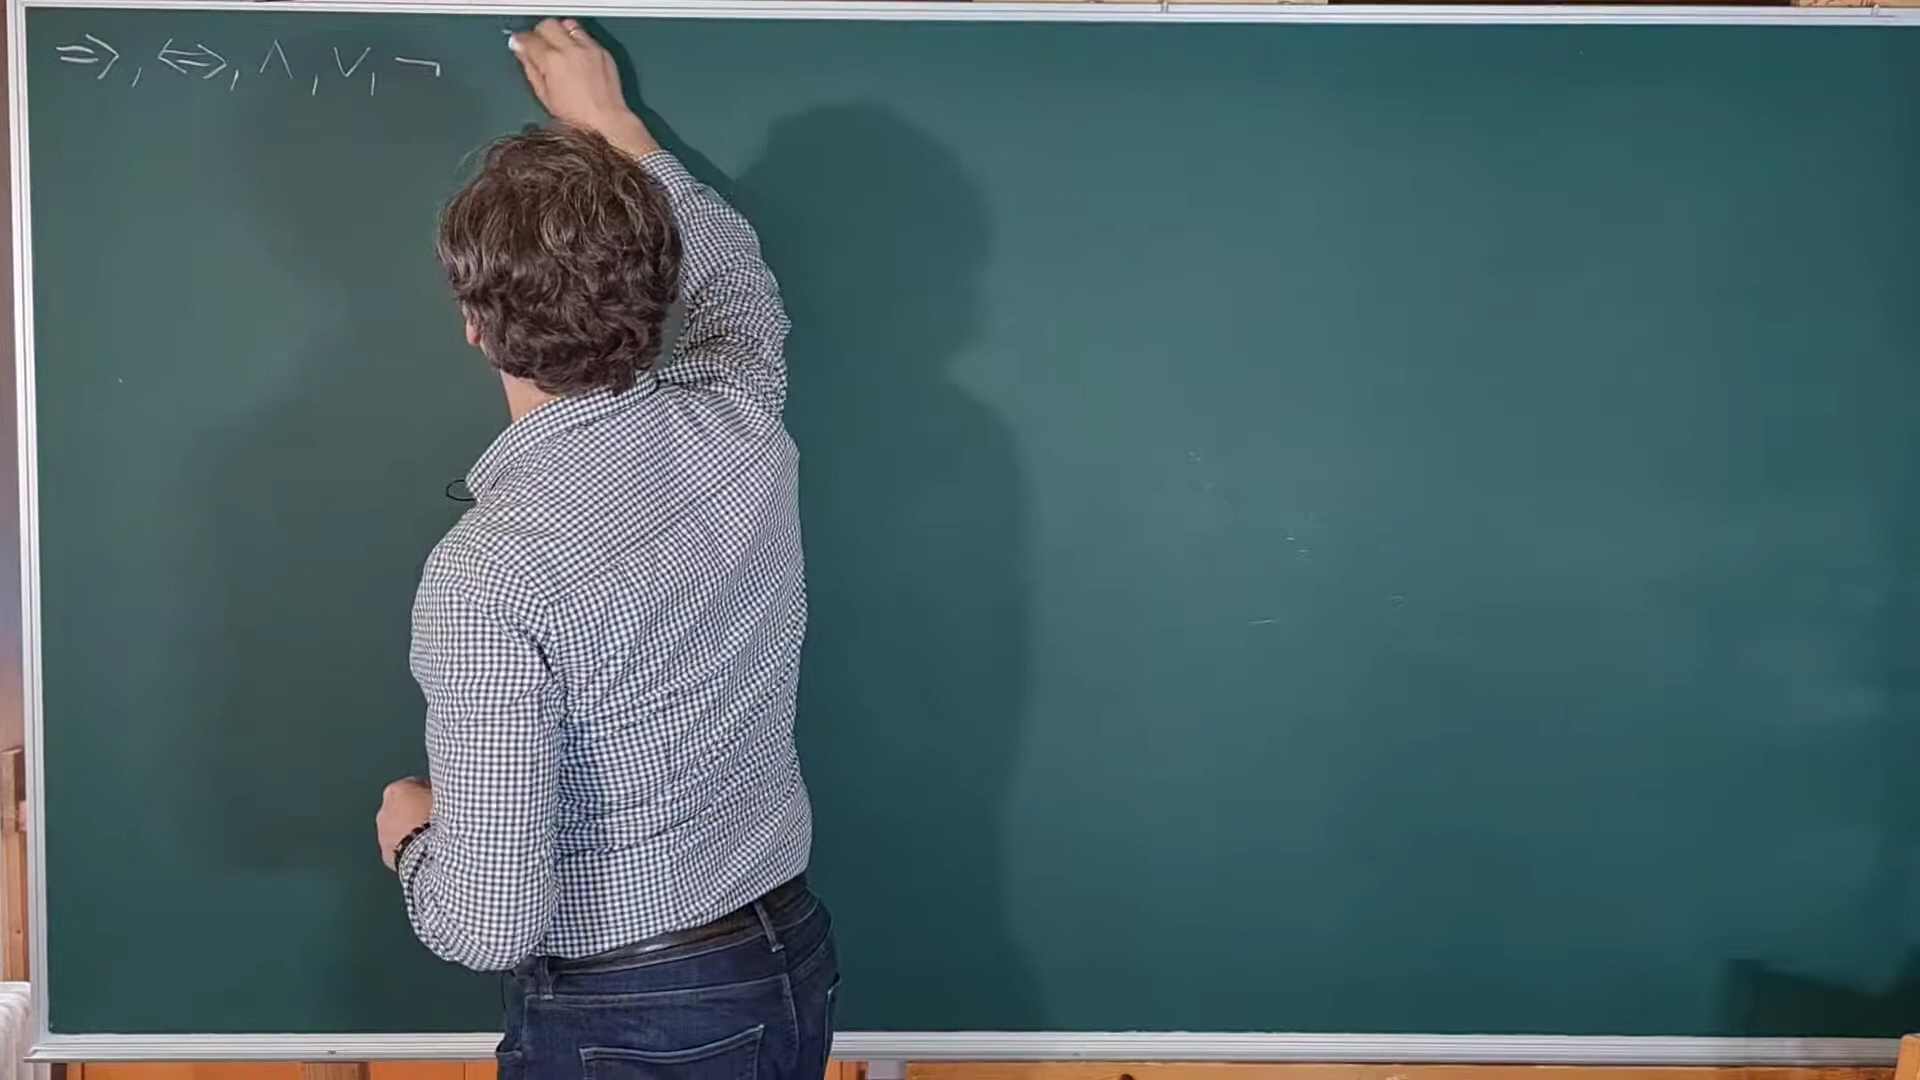 ⇒, ⇔, ∧, ∨, ¬